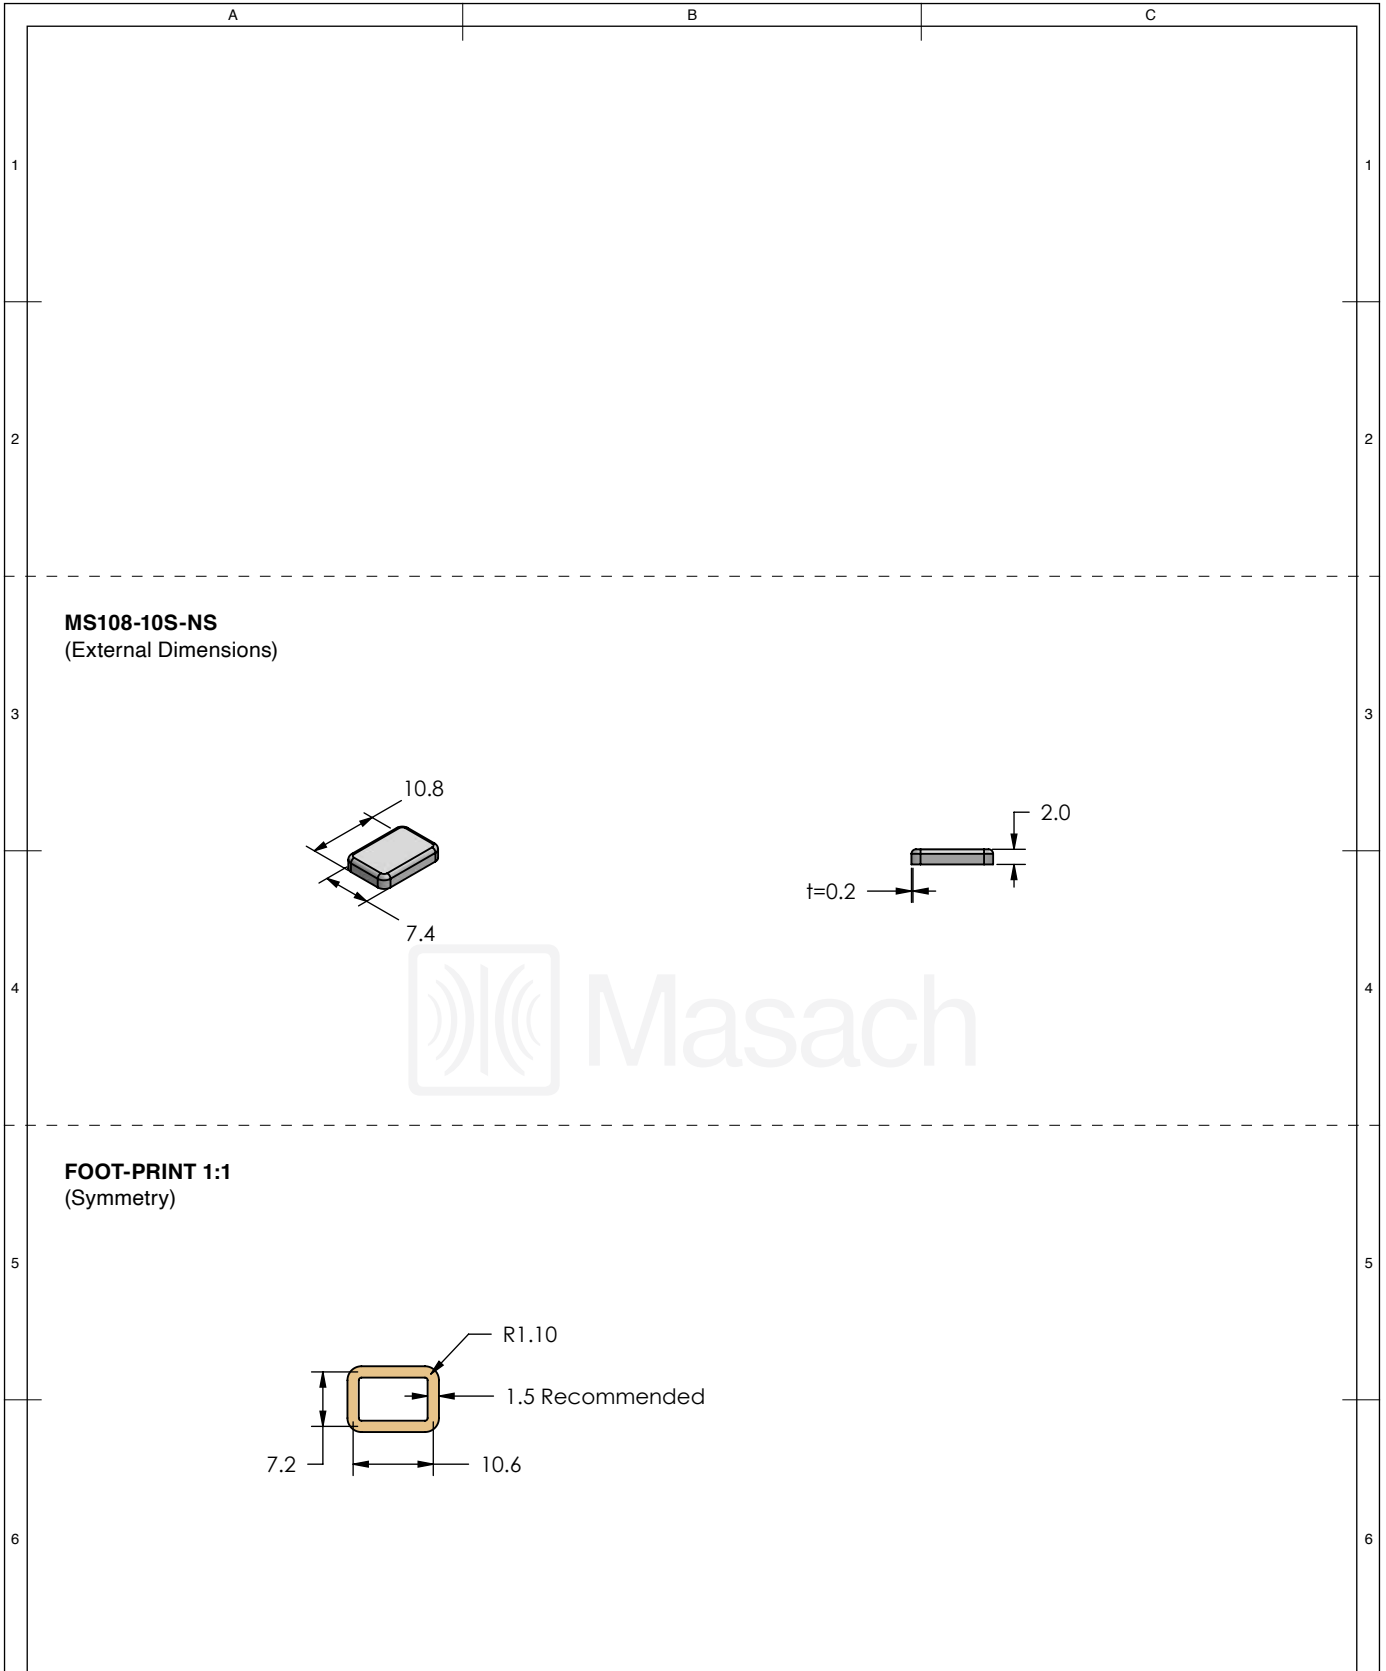 A B C
1 1
2 2
MS108-10S-NS
(External Dimensions)
3 3
10.8
2.0
t=0.2
7.4
4 4
Masach
FOOT-PRINT 1:1
(Symmetry)
5 5
R1.10
1.5 Recommended
7.2 10.6
6 6